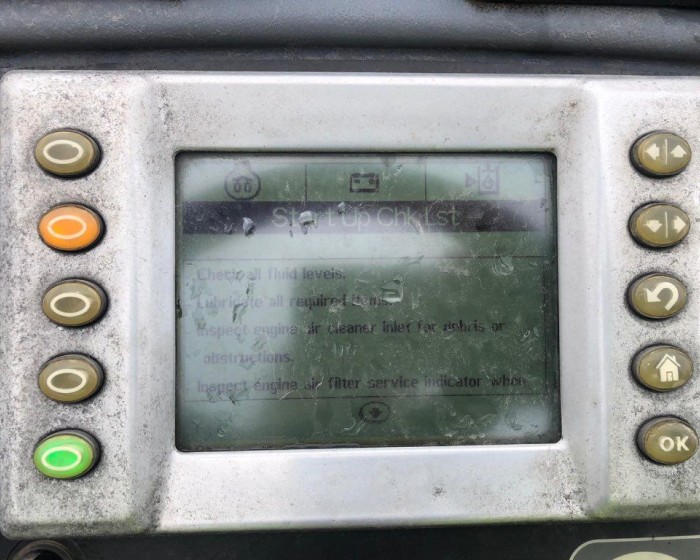 Start Up Chk Lst
Check all fluid levels.
Lubricate all required items.
Inspect engine air cleaner inlet for debris or
obstructions.
Inspect engine air filter service indicator when
OK